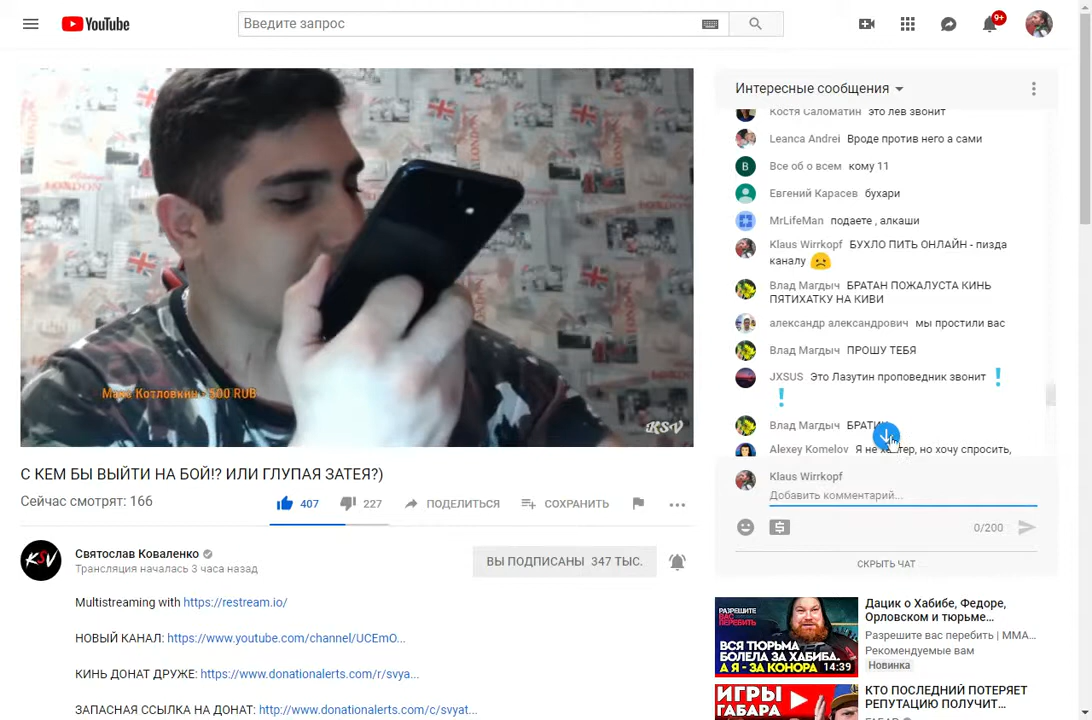 YouTube
Введите запрос
9+
Интересные сообщения
Костя Саломатин это лев звонит
Leanca Andrei Вроде против него а сами
В Все об о всем кому 11
Евгений Карасев бухари
MrLifeMan подаете , алкаши
Klaus Wirrkopf БУХЛО ПИТЬ ОНЛАЙН - пизда
каналу
Влад Магдыч БРАТАН ПОЖАЛУСТА КИНЬ
ПЯТИХАТКУ НА КИВИ
александр александрович мы простили вас
Влад Магдыч ПРОШУ ТЕБЯ
JXSUS Это Лазутин проповедник звонит
Влад Магдыч
Alexey Komelov Я не но хочу спросить,
Klaus Wirrkopf
Добавить комментарий...
0/200
СКРЫТЬ ЧАТ
LONDON
500 RUB
KSV
С КЕМ БЫ ВЫЙТИ НА БОЙ!? ИЛИ ГЛУПАЯ ЗАТЕЯ?)
Сейчас смотрят: 166
407
227
ПОДЕЛИТЬСЯ
СОХРАНИТЬ
KSV
Святослав Коваленко
Трансляция началась 3 часа назад
ВЫ ПОДПИСАНЫ 347 ТЫС.
Multistreaming with https://restream.io/
НОВЫЙ КАНАЛ: https://www.youtube.com/channel/UCEmO...
КИНЬ ДОНАТ ДРУЖЕ: https://www.donationalerts.com/r/svya...
ЗАПАСНАЯ ССЫЛКА НА ДОНАТ: http://www.donationalerts.com/c/svyat...
РАЗРЕШИТЕ
ВАС
ПЕРЕБИТЬ
ВСЯ ТЮРЬМА
БОЛЕЛА ЗА ХАБИБА,
А Я - ЗА КОНОРА
14:39
Дацик о Хабибе, Федоре,
Орловском и тюрьме...
Разрешите вас перебить | ММА...
Рекомендуемые вам
Новинка
ИГРЫ
ГАБАРА
КТО ПОСЛЕДНИЙ ПОТЕРЯЕТ
РЕПУТАЦИЮ ПОЛУЧИТ...